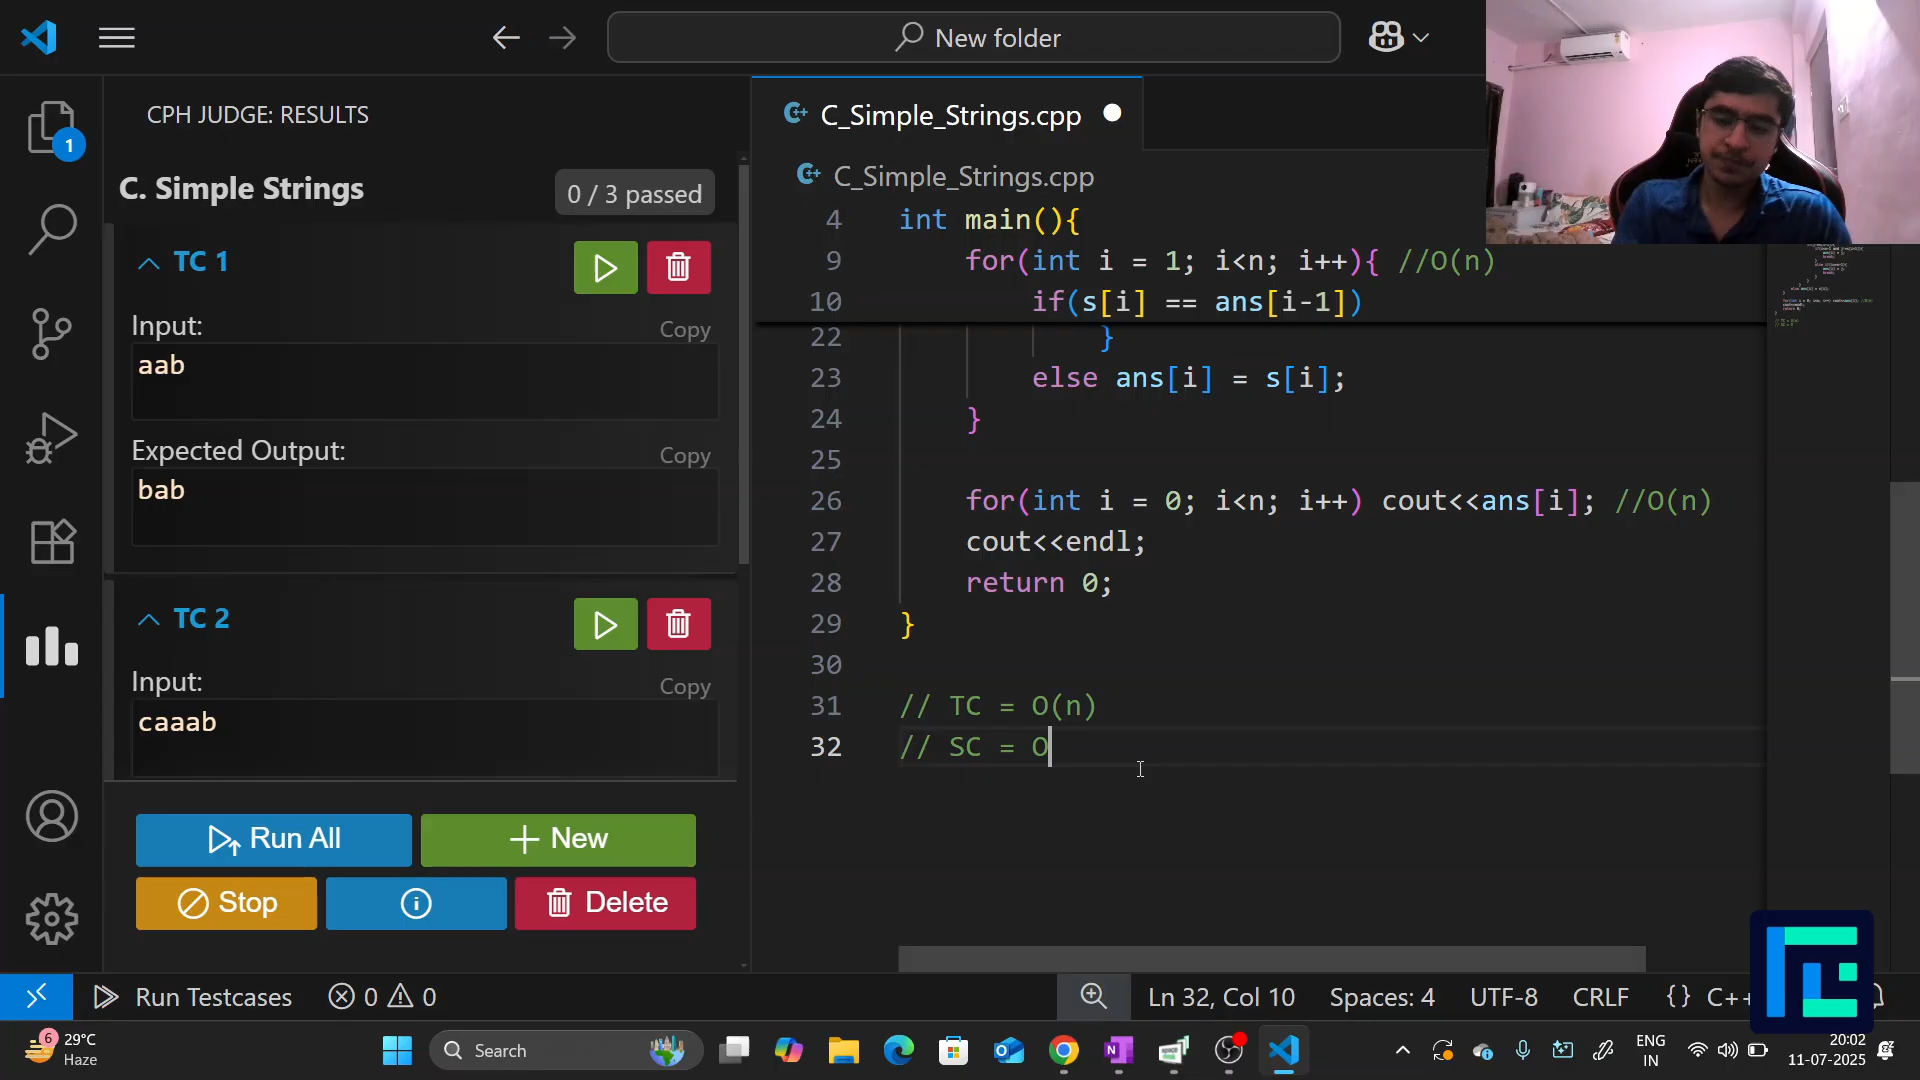 New folder
CPH JUDGE: RESULTS
C. Simple Strings
0 / 3 passed
TC 1
Input:
Copy
aab
Expected Output:
Copy
bab
TC 2
Input:
Copy
caaab
Run All
New
Stop
Delete
1
C_Simple_Strings.cpp
C_Simple_Strings.cpp
4 int main(){
9 for(int i = 1; i<n; i++){ //O(n)
10 if(s[i] == ans[i-1])
22 }
23 else ans[i] = s[i];
24 }
25
26 for(int i = 0; i<n; i++) cout<<ans[i]; //O(n)
27 cout<<endl;
28 return 0;
29 }
30
31 // TC = O(n)
32 // SC = O
Run Testcases
0
0
Ln 32, Col 10
Spaces: 4
UTF-8
CRLF
{} C++
6
29°C
Haze
Search
ENG
IN
20:02
11-07-2025